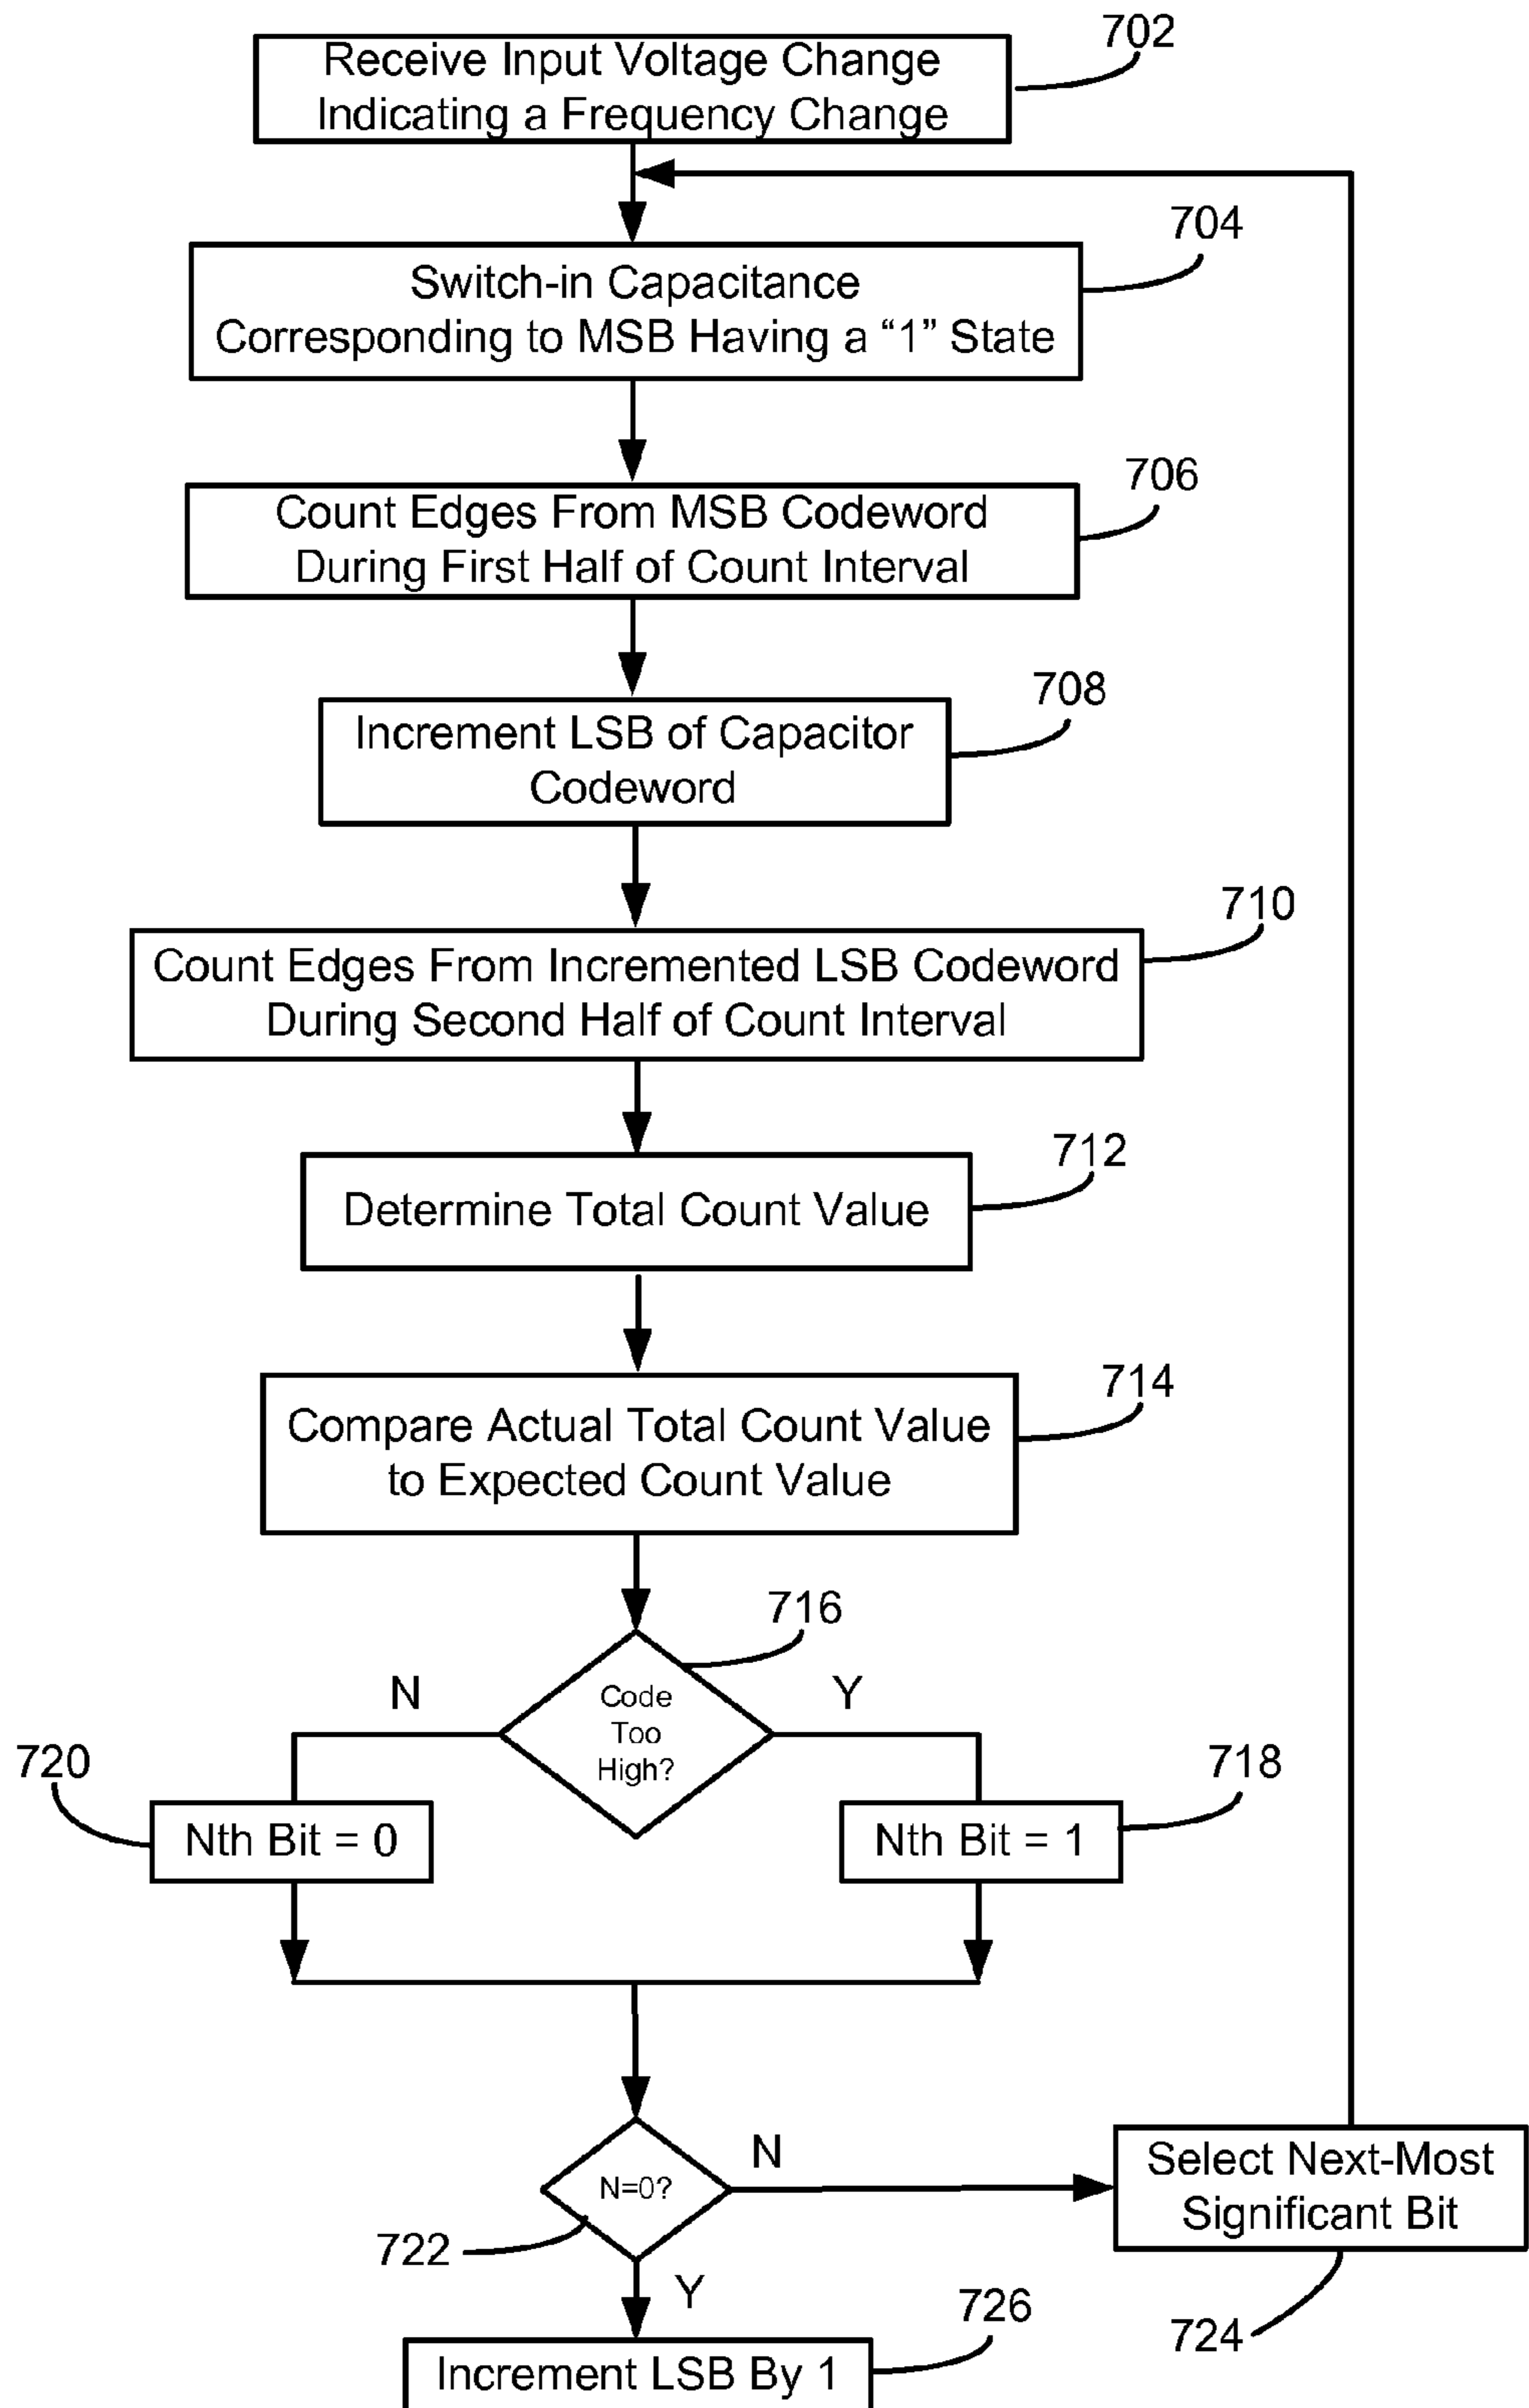 702
Receive Input Voltage Change
Indicating a Frequency Change
704
Switch-in Capacitance
Corresponding to MSB Having a “1” State
706
Count Edges From MSB Codeword
During First Half of Count Interval
708
Increment LSB of Capacitor
Codeword
710
Count Edges From Incremented LSB Codeword
During Second Half of Count Interval
712
Determine Total Count Value
714
Compare Actual Total Count Value
to Expected Count Value
716
N
Y
Code
Too
High?
720
718
Nth Bit = 0
Nth Bit = 1
N
N=0?
Select Next-Most
Significant Bit
722
Y
726
724
Increment LSB By 1